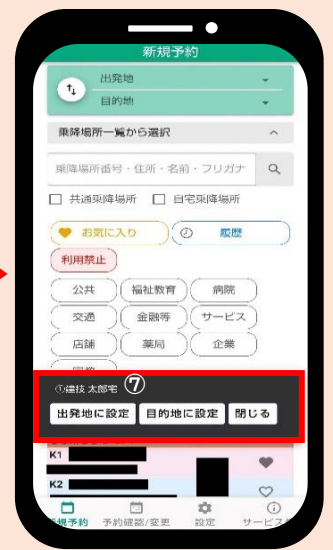 新規予約
出発地
目的地
乗降場所一覧から選択
乗降場所番号・住所・名前・フリガナ
共通乗降場所 自宅乗降場所
お気に入り 履歴
利用禁止
公共 福祉教育 病院
交通 金融等 サービス
店舗 薬局 企業
①建技 太郎宅 ⑦
出発地に設定 目的地に設定 閉じる
K1
K2
新規予約 予約確認/変更 設定 サービス